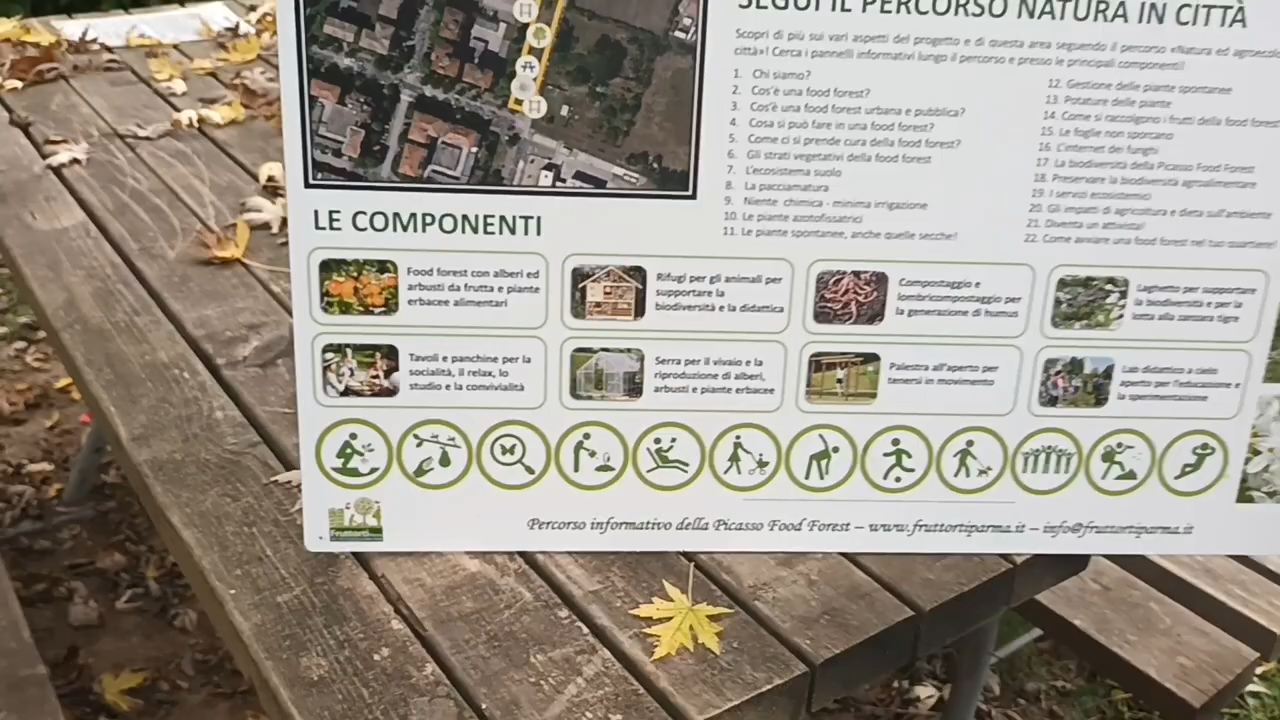 SEGUI IL PERCORSO NATURA IN CITTÀ
Scopri di più sui vari aspetti del progetto e di questa area seguendo il percorso «Natura ed agroecol
città»! Cerca i pannelli informativi lungo il percorso e presso le principali componenti!
1. Chi siamo?
2. Cos'è una food forest?
3. Cos'è una food forest urbana e pubblica?
4. Cosa si può fare in una food forest?
5. Come ci si prende cura della food forest?
6. Gli strati vegetativi della food forest
7. L'ecosistema suolo
8. La pacciamatura
9. Niente chimica - minima irrigazione
10. Le piante azotofissatrici
11. Le piante spontanee, anche quelle secche!
12. Gestione delle piante spontanee
13. Potature delle piante
14. Come si raccolgono i frutti della food forest
15. Le foglie non sporcano
16. L'internet dei funghi
17. La biodiversità della Picasso Food Forest
18. Preservare la biodiversità agroalimentare
19. I servizi ecosistemici
20. Gli impatti di agricoltura e dieta sull'ambiente
21. Diventa un attivista!
22. Come avviare una food forest nel tuo quartiere!
LE COMPONENTI
Food forest con alberi ed
arbusti da frutta e piante
erbacee alimentari
Rifugi per gli animali per
supportare la
biodiversità e la didattica
Compostaggio e
lombricompostaggio per
la generazione di humus
Laghetto per supportare
la biodiversità e per la
lotta alla zanzara tigre
Tavoli e panchine per la
socialità, il relax, lo
studio e la convivialità
Serra per il vivaio e la
riproduzione di alberi,
arbusti e piante erbacee
Palestra all'aperto per
tenersi in movimento
Lab didattico a cielo
aperto per l'educazione e
la sperimentazione
Fruttorti
Percorso informativo della Picasso Food Forest – www.fruttortiparma.it – info@fruttortiparma.it